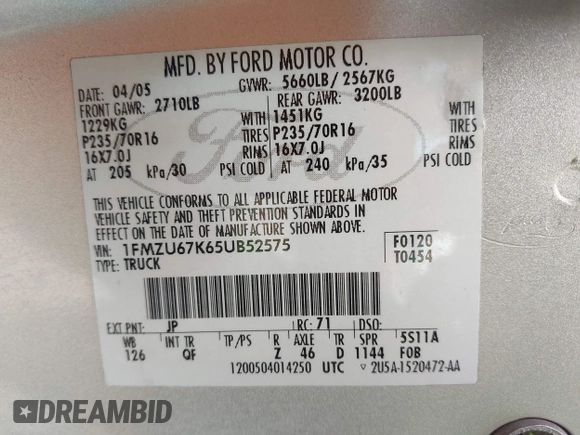 MFD. BY FORD MOTOR CO.
DATE: 04/05 GVWR: 5660LB/ 2567KG
FRONT GAWR: 2710LB REAR GAWR: 3200LB
1229KG WITH 1451KG WITH
P235/70R16 TIRES P235/70R16 TIRES
16X7.0J RIMS 16X7.0J RIMS
AT 205 kPa/30 PSI COLD AT 240 kPa/35 PSI COLD
Ford
THIS VEHICLE CONFORMS TO ALL APPLICABLE FEDERAL MOTOR
VEHICLE SAFETY AND THEFT PREVENTION STANDARDS IN
EFFECT ON THE DATE OF MANUFACTURE SHOWN ABOVE.
VIN: 1FMZU67K65UB52575 F0120
TYPE: TRUCK T0454
EXT PNT: JP RC: 71 DSO:
WB INT TR TP/PS R AXLE TR SPR 5S11A
126 QF Z 46 D 1144 FOB
1200504014250 UTC 2U5A-1520472-AA
DREAMBID